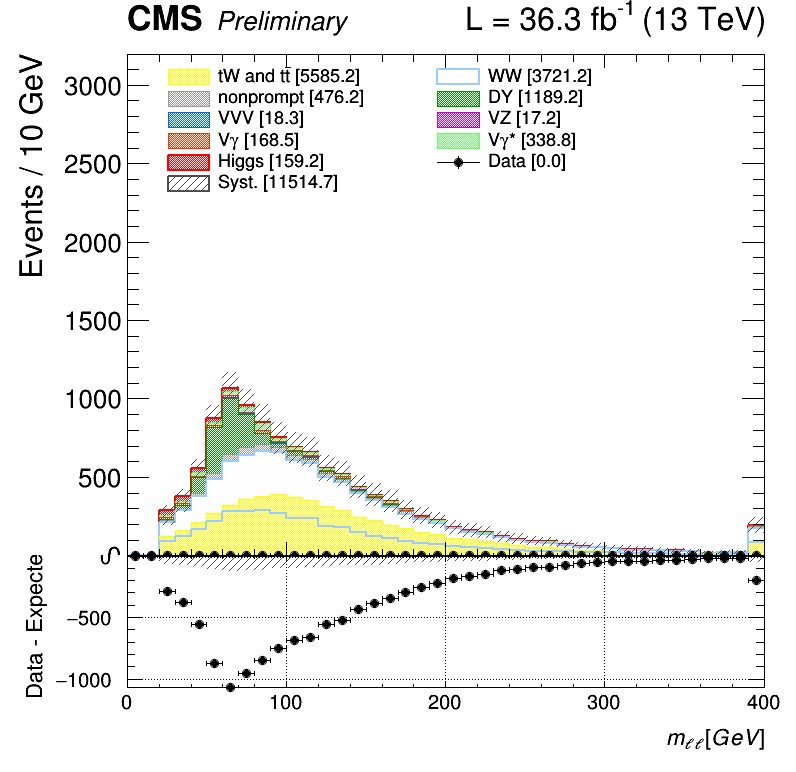 CMS Preliminary L = 36.3 fb⁻¹ (13 TeV)
Events / 10 GeV
3000
2500
2000
1500
1000
500
0
tW and tt̄ [5585.2]
nonprompt [476.2]
VVV [18.3]
Vγ [168.5]
Higgs [159.2]
Syst. [11514.7]
WW [3721.2]
DY [1189.2]
VZ [17.2]
Vγ* [338.8]
Data [0.0]
Data - Expecte
0
−500
−1000
0 100 200 300 400
mℓℓ[GeV]